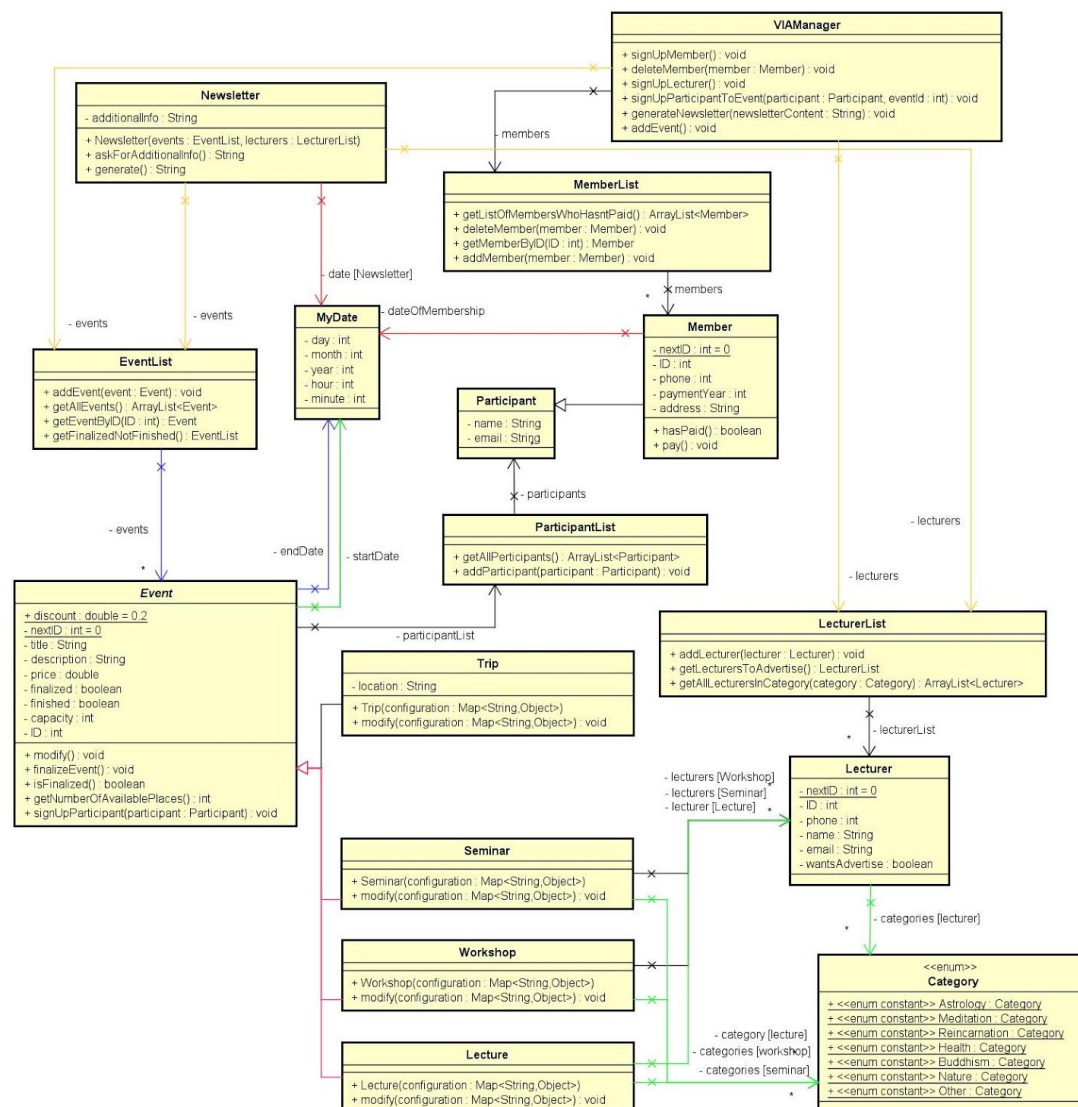 VIAManager
+ signUpMember() : void
+ deleteMember(member : Member) : void
+ signUpLecturer() : void
+ signUpParticipantToEvent(participant : Participant, eventId : int) : void
+ generateNewsletter(newsletterContent : String) : void
+ addEvent() : void
Newsletter
- additionalInfo : String
+ Newsletter(events : EventList, lecturers : LecturerList)
+ askForAdditionalInfo() : String
+ generate() : String
- members
MemberList
+ getListOfMembersWhoHasntPaid() : ArrayList<Member>
+ deleteMember(member : Member) : void
+ getMemberByID(ID : int) : Member
+ addMember(member : Member) : void
- date [Newsletter]
- members
*
- dateOfMembership
MyDate
- day : int
- month : int
- year : int
- hour : int
- minute : int
Member
- nextID : int = 0
- ID : int
- phone : int
- paymentYear : int
- address : String
+ hasPaid() : boolean
+ pay() : void
- events
- events
EventList
+ addEvent(event : Event) : void
+ getAllEvents() : ArrayList<Event>
+ getEventByID(ID : int) : Event
+ getFinalizedNotFinished() : EventList
Participant
- name : String
- email : String
*
- participants
ParticipantList
+ getAllPerticipants() : ArrayList<Participant>
+ addParticipant(participant : Participant) : void
- lecturers
- events
*
- endDate
- startDate
- lecturers
Event
+ discount : double = 0.2
- nextID : int = 0
- title : String
- description : String
- price : double
- finalized : boolean
- finished : boolean
- capacity : int
- ID : int
+ modify() : void
+ finalizeEvent() : void
+ isFinalized() : boolean
+ getNumberOfAvailablePlaces() : int
+ signUpParticipant(participant : Participant) : void
- participantList
LecturerList
+ addLecturer(lecturer : Lecturer) : void
+ getLecturersToAdvertise() : LecturerList
+ getAllLecturersInCategory(category : Category) : ArrayList<Lecturer>
Trip
- location : String
+ Trip(configuration : Map<String,Object>)
+ modify(configuration : Map<String,Object>) : void
- lecturerList
*
- lecturers [Workshop]
- lecturers [Seminar]
- lecturer [Lecture]
*
*
Lecturer
- nextID : int = 0
- ID : int
- phone : int
- name : String
- email : String
- wantsAdvertise : boolean
Seminar
+ Seminar(configuration : Map<String,Object>)
+ modify(configuration : Map<String,Object>) : void
- categories [lecturer]
*
Workshop
+ Workshop(configuration : Map<String,Object>)
+ modify(configuration : Map<String,Object>) : void
<<enum>>
Category
+ <<enum constant>> Astrology : Category
+ <<enum constant>> Meditation : Category
+ <<enum constant>> Reincarnation : Category
+ <<enum constant>> Health : Category
+ <<enum constant>> Buddhism : Category
+ <<enum constant>> Nature : Category
+ <<enum constant>> Other : Category
- category [lecture]
- categories [workshop]
*
- categories [seminar]
*
Lecture
+ Lecture(configuration : Map<String,Object>)
+ modify(configuration : Map<String,Object>) : void